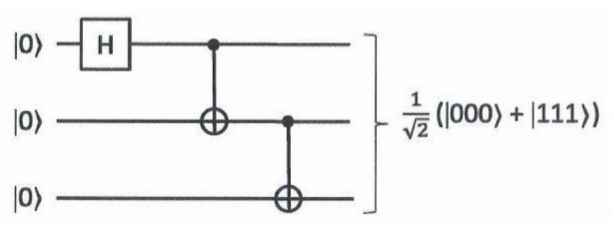 |0⟩ H
|0⟩
|0⟩
1/√2 (|000⟩ + |111⟩)